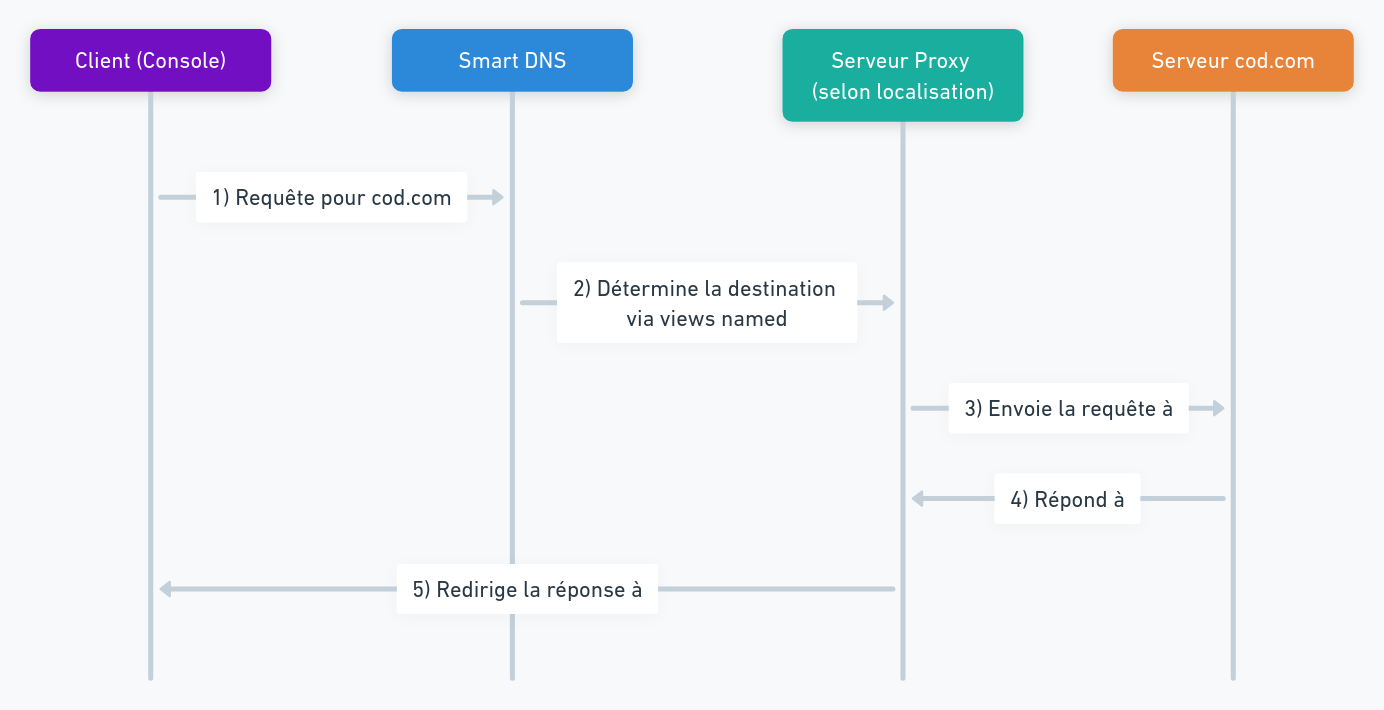 Client (Console)
Smart DNS
Serveur Proxy
(selon localisation)
Serveur cod.com
1) Requête pour cod.com
2) Détermine la destination
via views named
3) Envoie la requête à
4) Répond à
5) Redirige la réponse à